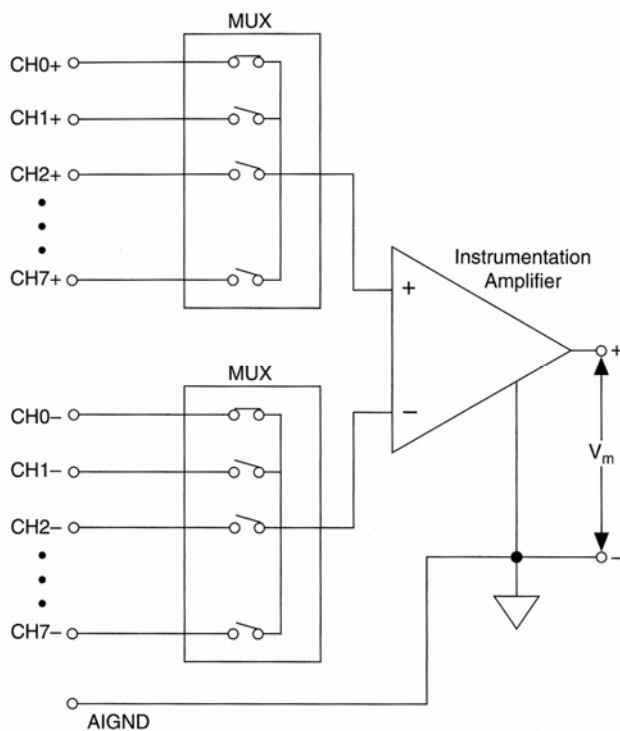 MUX
CH0+
CH1+
CH2+
CH7+
Instrumentation
Amplifier
+
−
+
Vm
−
MUX
CH0−
CH1−
CH2−
CH7−
AIGND